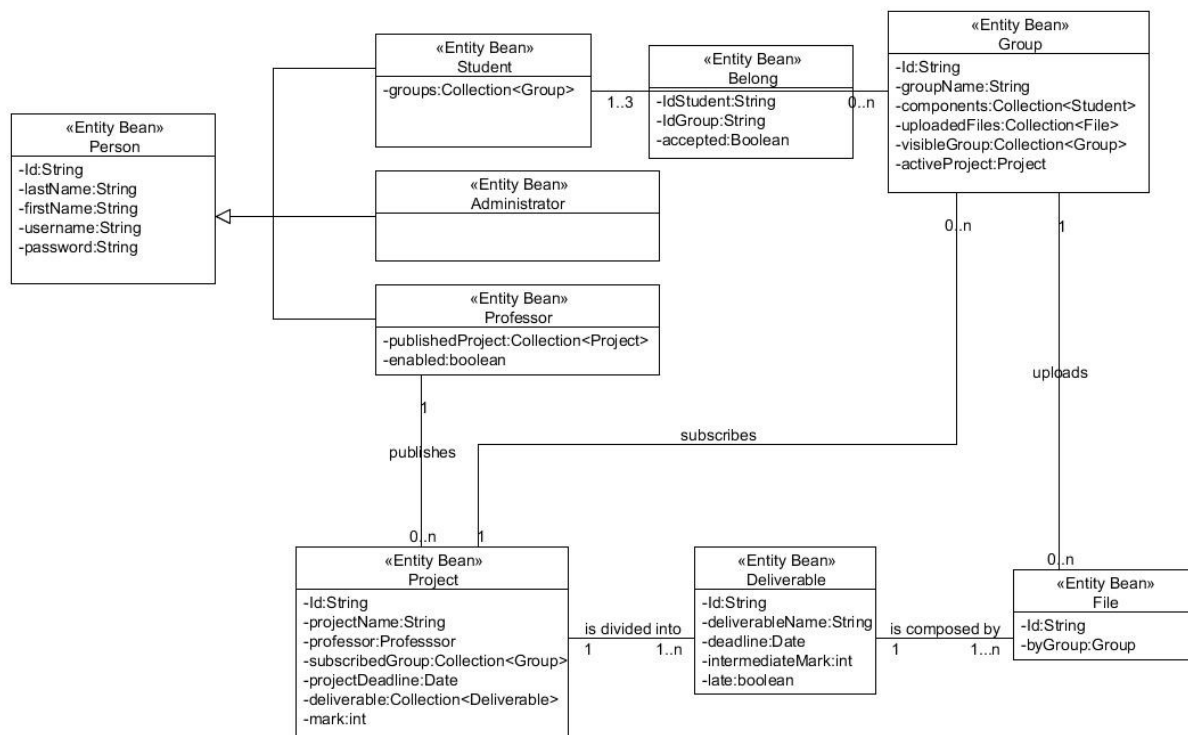 «Entity Bean»
Person
-Id:String
-lastName:String
-firstName:String
-username:String
-password:String
«Entity Bean»
Student
-groups:Collection<Group>
1..3
«Entity Bean»
Belong
-IdStudent:String
-IdGroup:String
-accepted:Boolean
0..n
«Entity Bean»
Group
-Id:String
-groupName:String
-components:Collection<Student>
-uploadedFiles:Collection<File>
-visibleGroup:Collection<Group>
-activeProject:Project
«Entity Bean»
Administrator
«Entity Bean»
Professor
-publishedProject:Collection<Project>
-enabled:boolean
0..n
1
uploads
1
publishes
subscribes
0..n
1
0..n
«Entity Bean»
Project
-Id:String
-projectName:String
-professor:Professsor
-subscribedGroup:Collection<Group>
-projectDeadline:Date
-deliverable:Collection<Deliverable>
-mark:int
is divided into
1
1..n
«Entity Bean»
Deliverable
-Id:String
-deliverableName:String
-deadline:Date
-intermediateMark:int
-late:boolean
is composed by
1
1...n
«Entity Bean»
File
-Id:String
-byGroup:Group